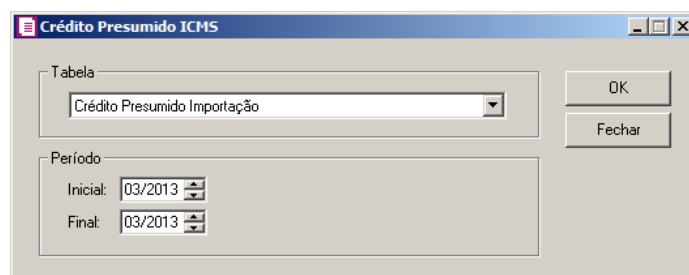 Crédito Presumido ICMS
Tabela
Crédito Presumido Importação
OK
Fechar
Período
Inicial: 03/2013
Final: 03/2013